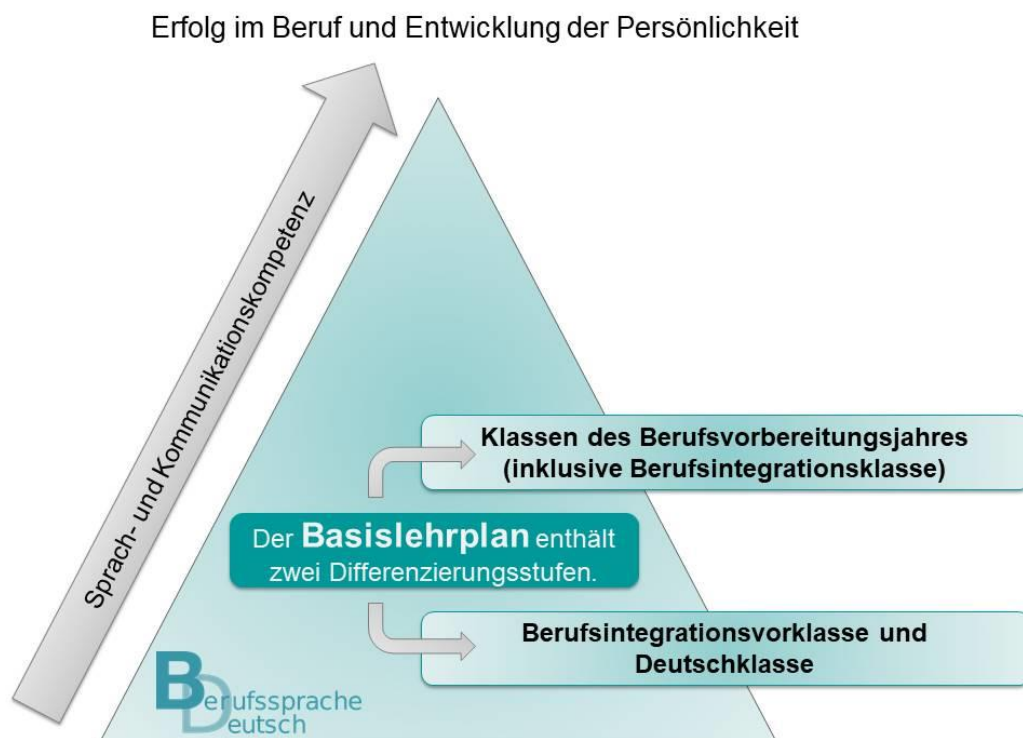 Erfolg im Beruf und Entwicklung der Persönlichkeit
Sprach- und Kommunikationskompetenz
Klassen des Berufsvorbereitungsjahres
(inklusive Berufsintegrationsklasse)
Der Basislehrplan enthält
zwei Differenzierungsstufen.
Berufsintegrationsvorklasse und
Deutschklasse
Berufssprache
Deutsch